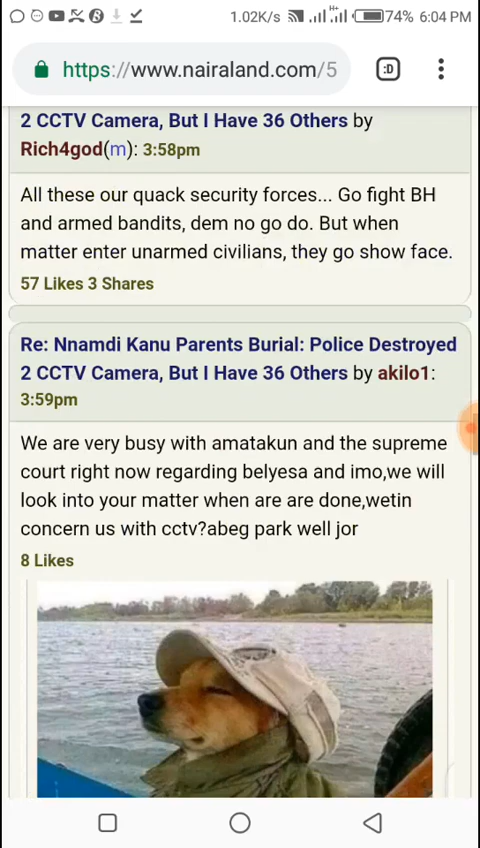 1.02K/s H+ 74% 6:04 PM
https://www.nairaland.com/5 :D
2 CCTV Camera, But I Have 36 Others by
Rich4god(m): 3:58pm
All these our quack security forces... Go fight BH
and armed bandits, dem no go do. But when
matter enter unarmed civilians, they go show face.
57 Likes 3 Shares
Re: Nnamdi Kanu Parents Burial: Police Destroyed
2 CCTV Camera, But I Have 36 Others by akilo1:
3:59pm
We are very busy with amatakun and the supreme
court right now regarding belyesa and imo,we will
look into your matter when are are done,wetin
concern us with cctv?abeg park well jor
8 Likes